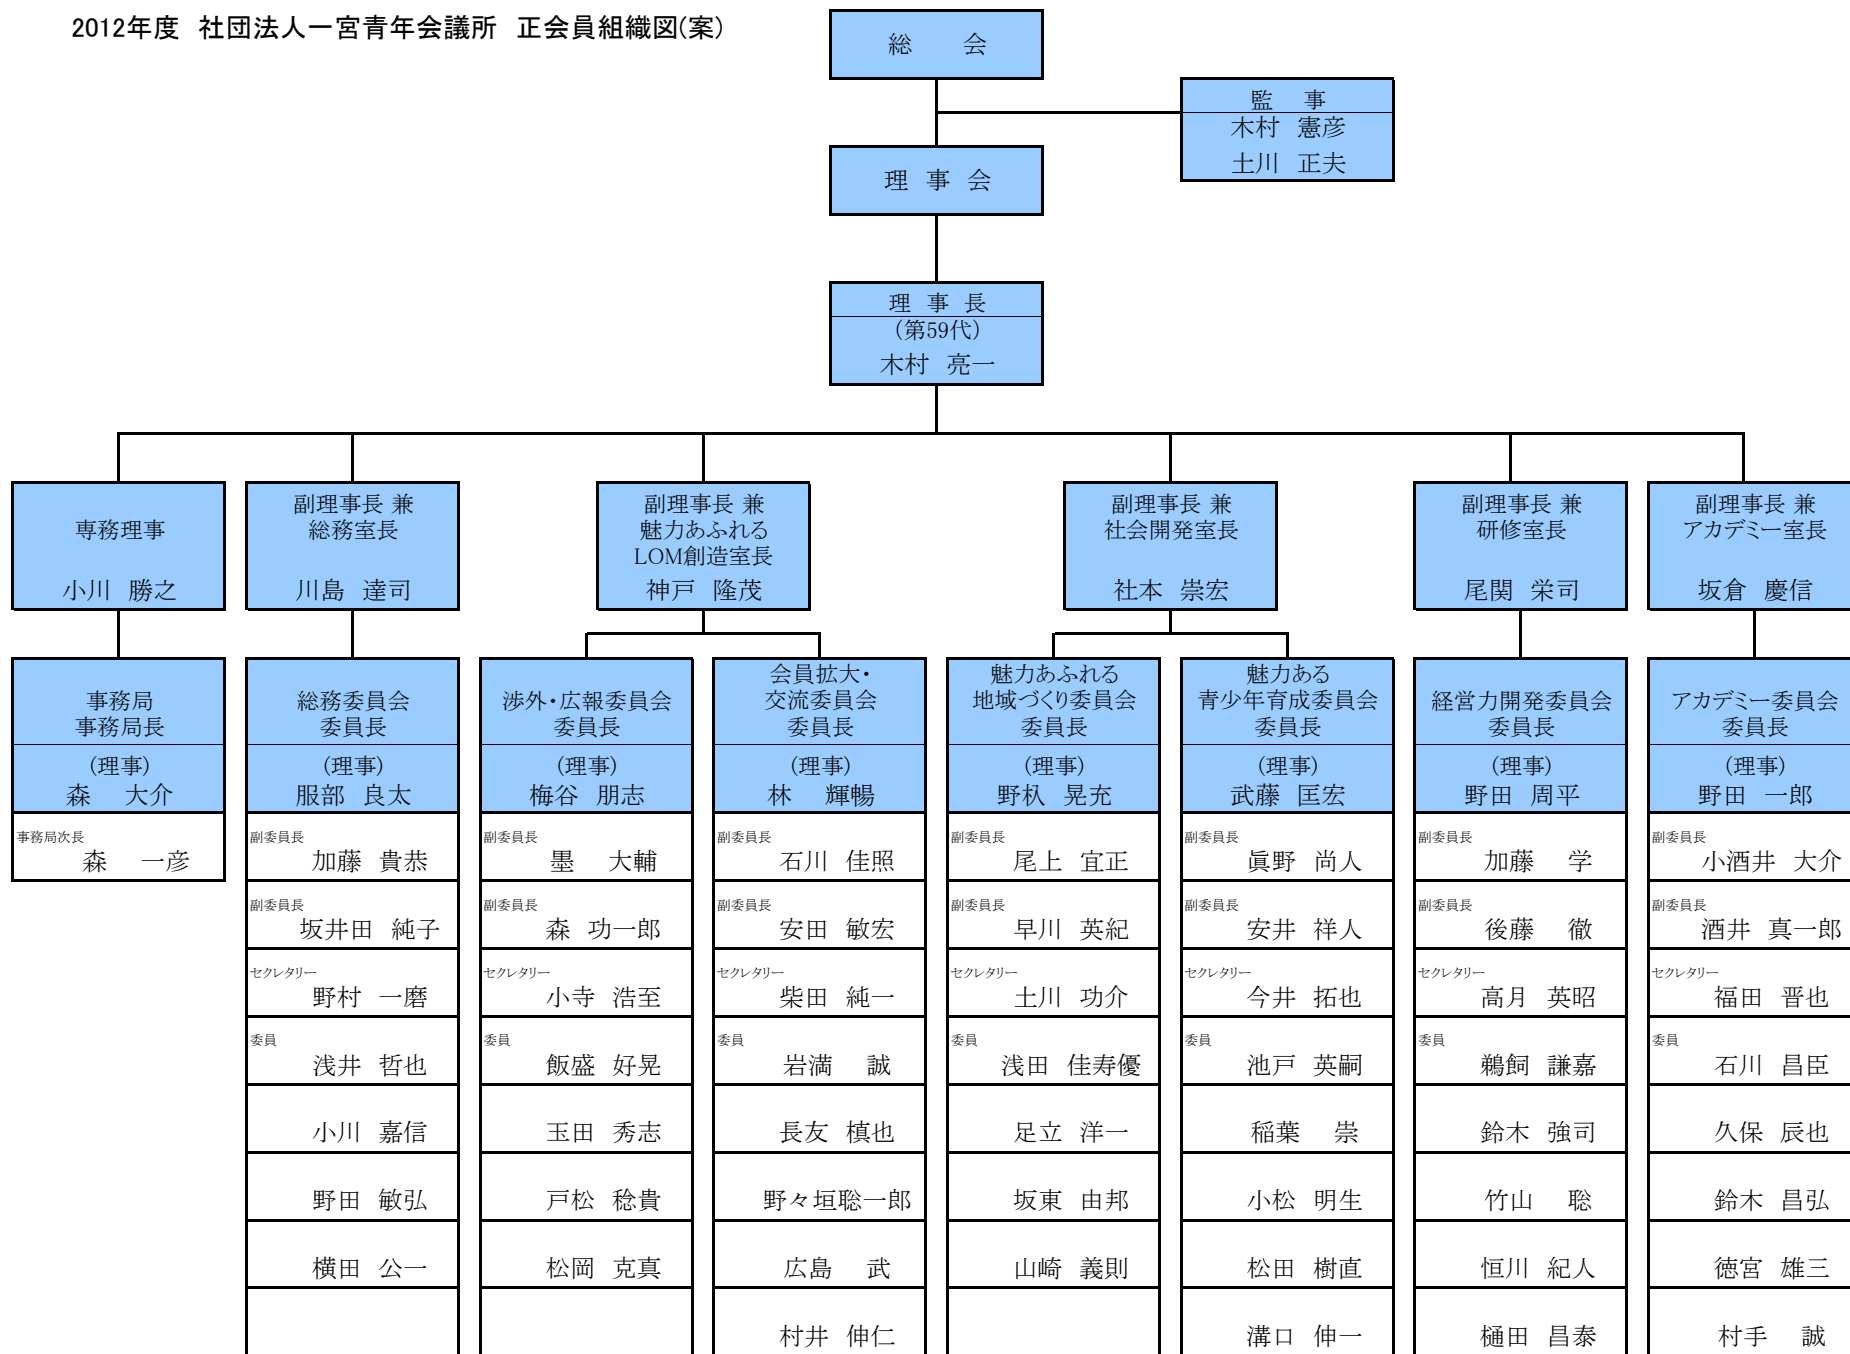 2012年度 社団法人一宮青年会議所 正会員組織図(案)
総 会
監 事
木村 憲彦
土川 正夫
理 事 会
理 事 長
(第59代)
木村 亮一
専務理事
小川 勝之
副理事長 兼
総務室長
川島 達司
副理事長 兼
魅力あふれる
LOM創造室長
神戸 隆茂
副理事長 兼
社会開発室長
社本 崇宏
副理事長 兼
研修室長
尾関 栄司
副理事長 兼
アカデミー室長
坂倉 慶信
事務局
事務局長
(理事)
森 大介
事務局次長
森 一彦
総務委員会
委員長
(理事)
服部 良太
副委員長
加藤 貴恭
副委員長
坂井田 純子
セクレタリー
野村 一磨
委員
浅井 哲也
小川 嘉信
野田 敏弘
横田 公一
渉外・広報委員会
委員長
(理事)
梅谷 朋志
副委員長
墨 大輔
副委員長
森 功一郎
セクレタリー
小寺 浩至
委員
飯盛 好晃
玉田 秀志
戸松 稔貴
松岡 克真
会員拡大・
交流委員会
委員長
(理事)
林 輝暢
副委員長
石川 佳照
副委員長
安田 敏宏
セクレタリー
柴田 純一
委員
岩満 誠
長友 槙也
野々垣聡一郎
広島 武
村井 伸仁
魅力あふれる
地域づくり委員会
委員長
(理事)
野杁 晃充
副委員長
尾上 宜正
副委員長
早川 英紀
セクレタリー
土川 功介
委員
浅田 佳寿優
足立 洋一
坂東 由邦
山崎 義則
魅力ある
青少年育成委員会
委員長
(理事)
武藤 匡宏
副委員長
眞野 尚人
副委員長
安井 祥人
セクレタリー
今井 拓也
委員
池戸 英嗣
稲葉 崇
小松 明生
松田 樹直
溝口 伸一
経営力開発委員会
委員長
(理事)
野田 周平
副委員長
加藤 学
副委員長
後藤 徹
セクレタリー
高月 英昭
委員
鵜飼 謙嘉
鈴木 強司
竹山 聡
恒川 紀人
樋田 昌泰
アカデミー委員会
委員長
(理事)
野田 一郎
副委員長
小酒井 大介
副委員長
酒井 真一郎
セクレタリー
福田 晋也
委員
石川 昌臣
久保 辰也
鈴木 昌弘
徳宮 雄三
村手 誠